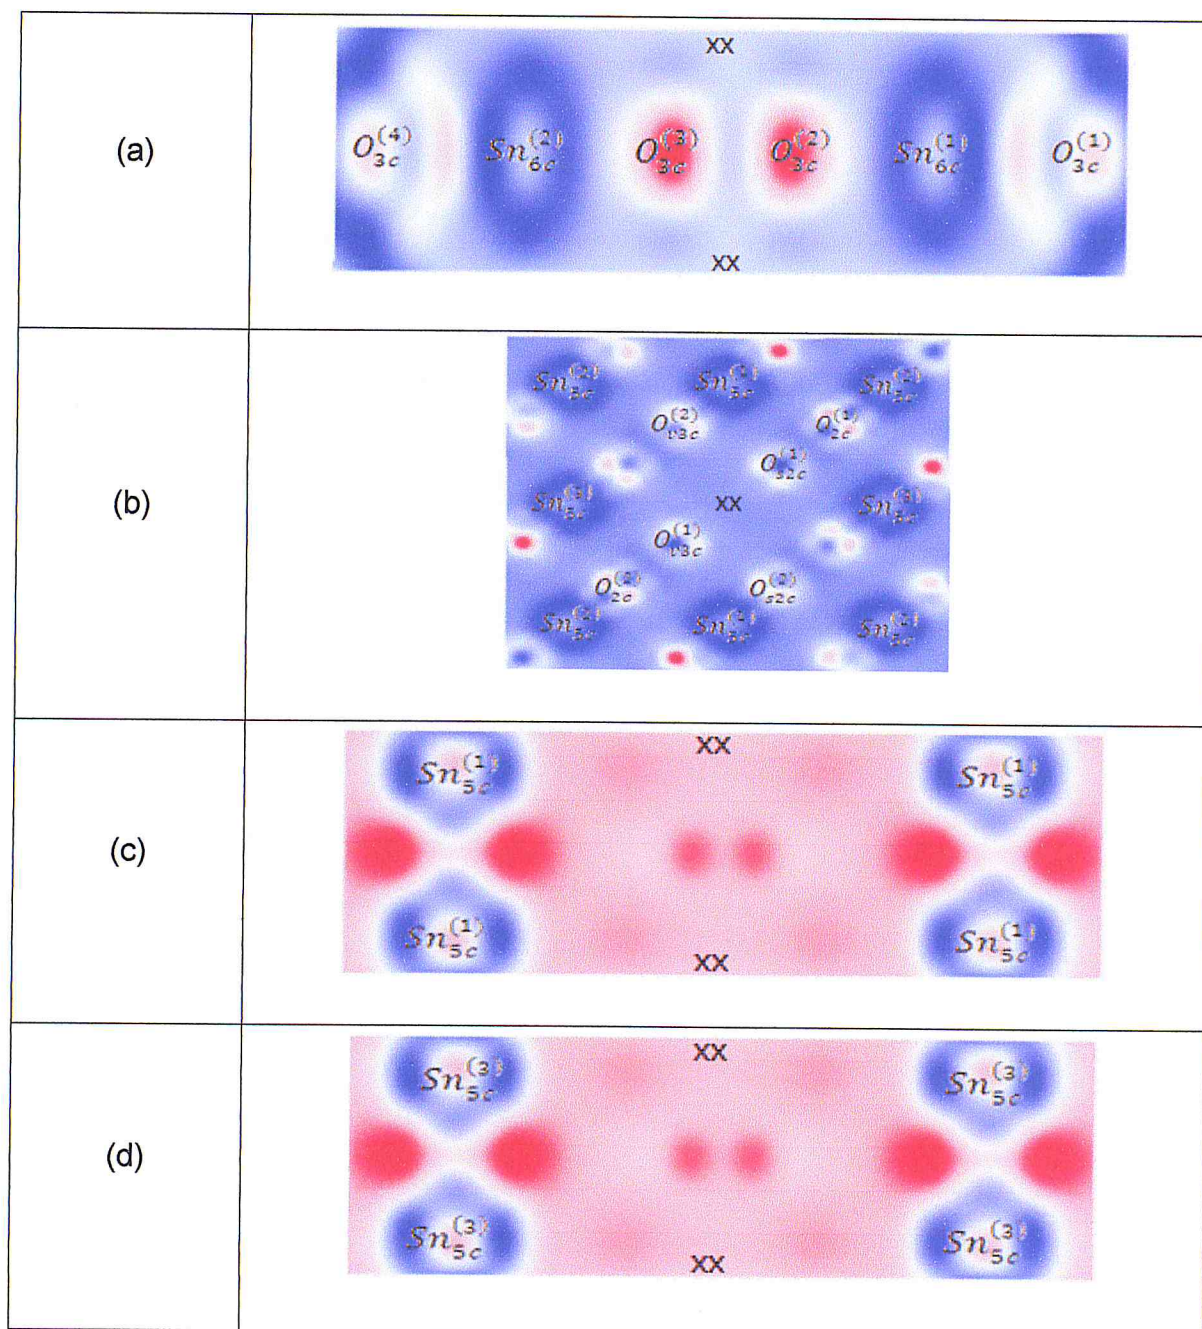 (a)
XX
O_{3c}^{(4)} Sn_{6c}^{(2)} O_{3c}^{(3)} O_{3c}^{(2)} Sn_{6c}^{(1)} O_{3c}^{(1)}
XX
(b)
Sn_{5c}^{(2)} Sn_{5c}^{(1)} Sn_{5c}^{(2)}
O_{v3c}^{(2)} O_{2c}^{(1)}
O_{s2c}^{(1)}
Sn_{5c}^{(3)} XX Sn_{5c}^{(3)}
O_{v3c}^{(1)}
O_{2c}^{(2)} O_{s2c}^{(2)}
Sn_{5c}^{(2)} Sn_{5c}^{(1)} Sn_{5c}^{(2)}
(c)
XX
Sn_{5c}^{(1)} Sn_{5c}^{(1)}
Sn_{5c}^{(1)} Sn_{5c}^{(1)}
XX
(d)
XX
Sn_{5c}^{(3)} Sn_{5c}^{(3)}
Sn_{5c}^{(3)} Sn_{5c}^{(3)}
XX